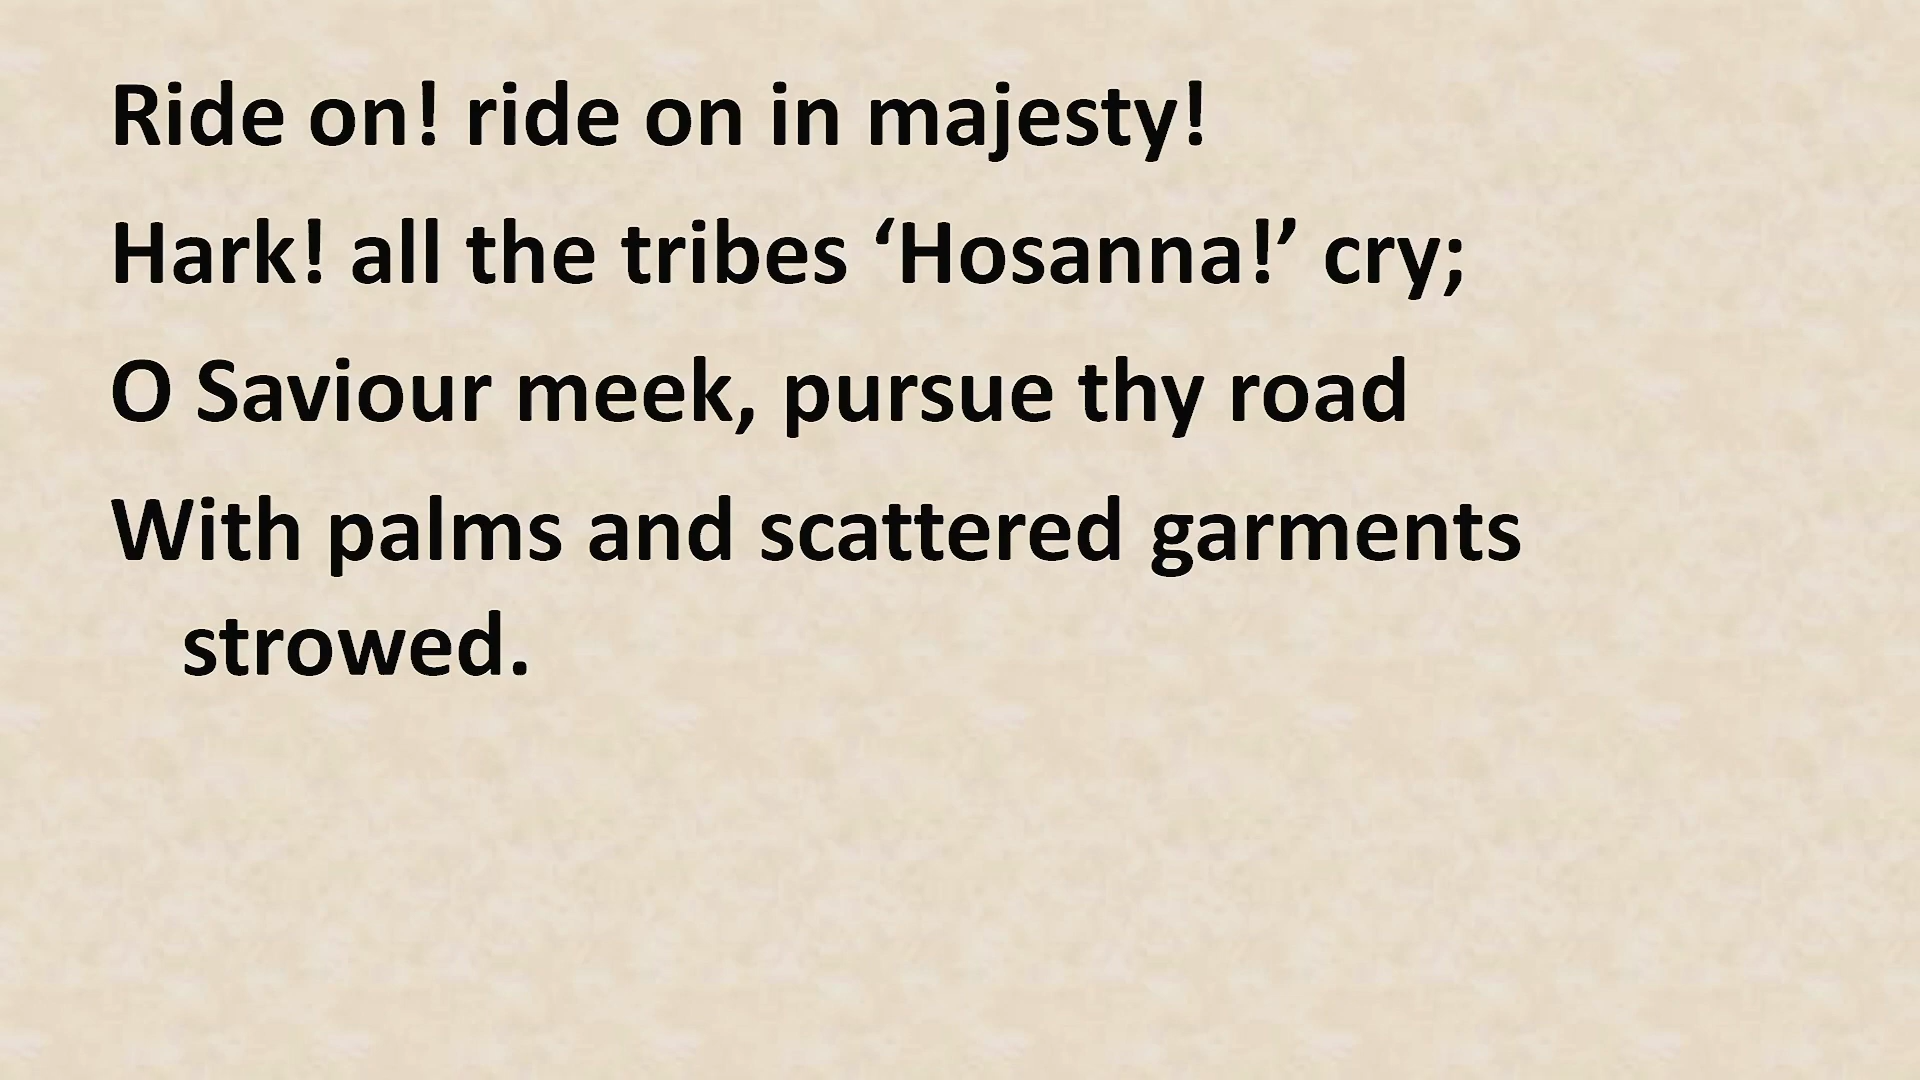 Ride on! ride on in majesty!
Hark! all the tribes ‘Hosanna!’ cry;
O Saviour meek, pursue thy road
With palms and scattered garments
strowed.